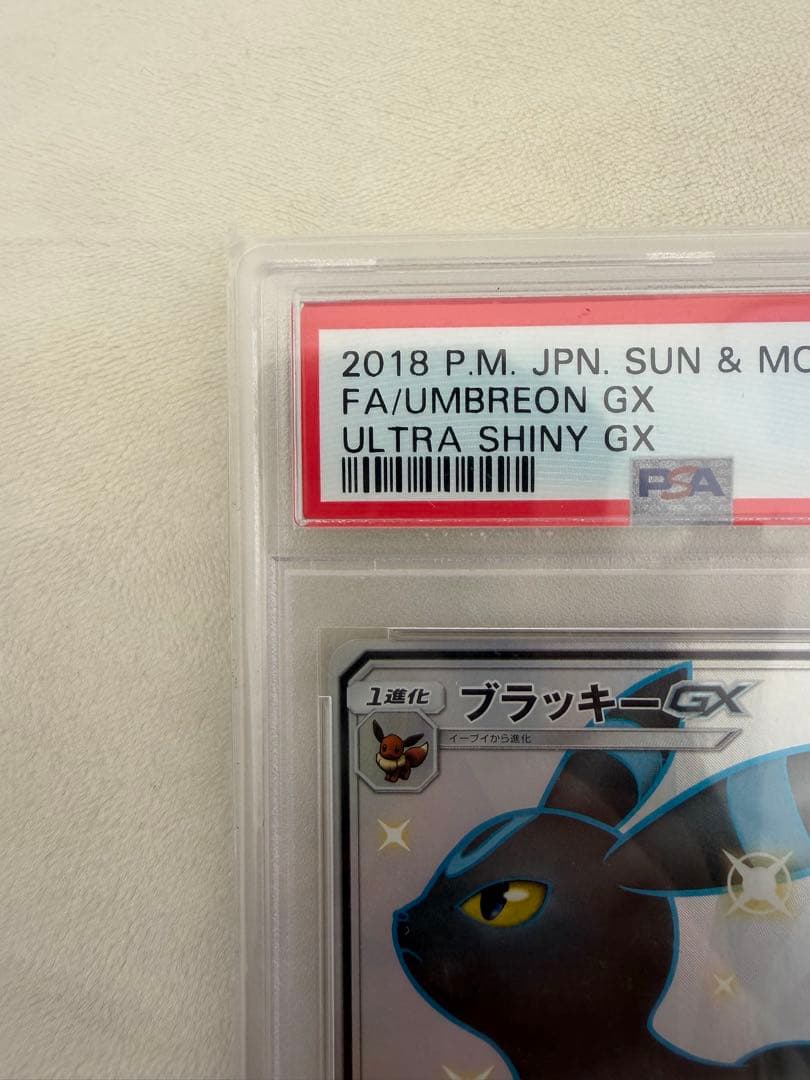 2018 P.M. JPN. SUN & MO
FA/UMBREON GX
ULTRA SHINY GX
PSA
1進化
ブラッキーGX
イーブイから進化